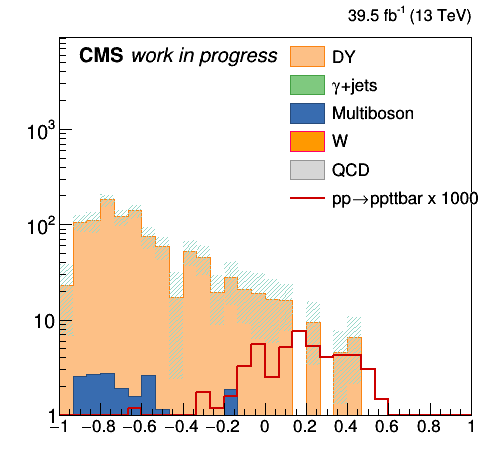 39.5 fb⁻¹ (13 TeV)
CMS work in progress
DY
γ+jets
Multiboson
W
QCD
pp→ppttbar x 1000
10³
10²
10
1
−1 −0.8 −0.6 −0.4 −0.2 0 0.2 0.4 0.6 0.8 1